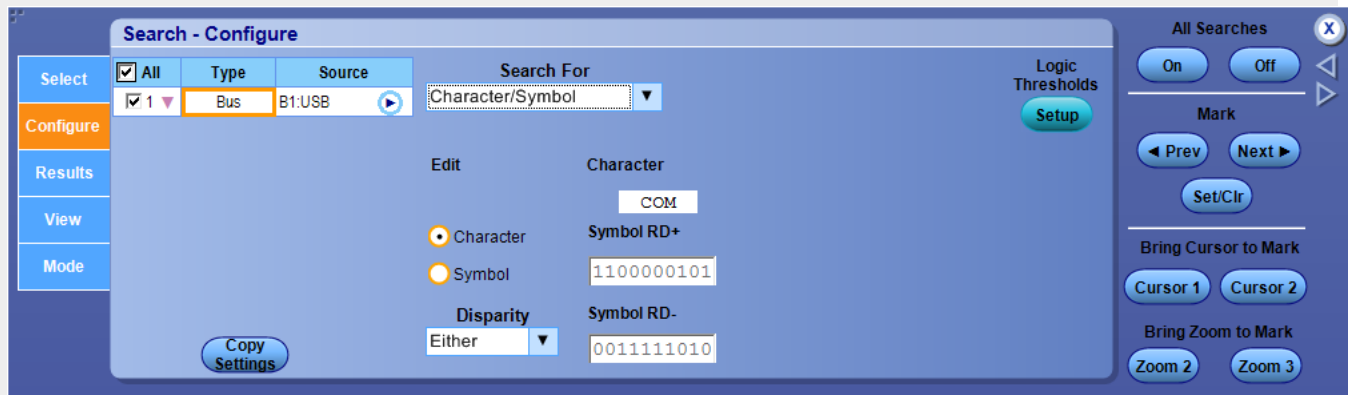 Search - Configure
Select
Configure
Results
View
Mode
All Type Source
1 Bus B1:USB
Copy
Settings
Search For
Character/Symbol
Edit Character
COM
Character
Symbol
Symbol RD+
1100000101
Disparity
Either
Symbol RD-
0011111010
Logic
Thresholds
Setup
All Searches
X
On Off
Mark
◄ Prev Next ►
Set/Clr
Bring Cursor to Mark
Cursor 1 Cursor 2
Bring Zoom to Mark
Zoom 2 Zoom 3